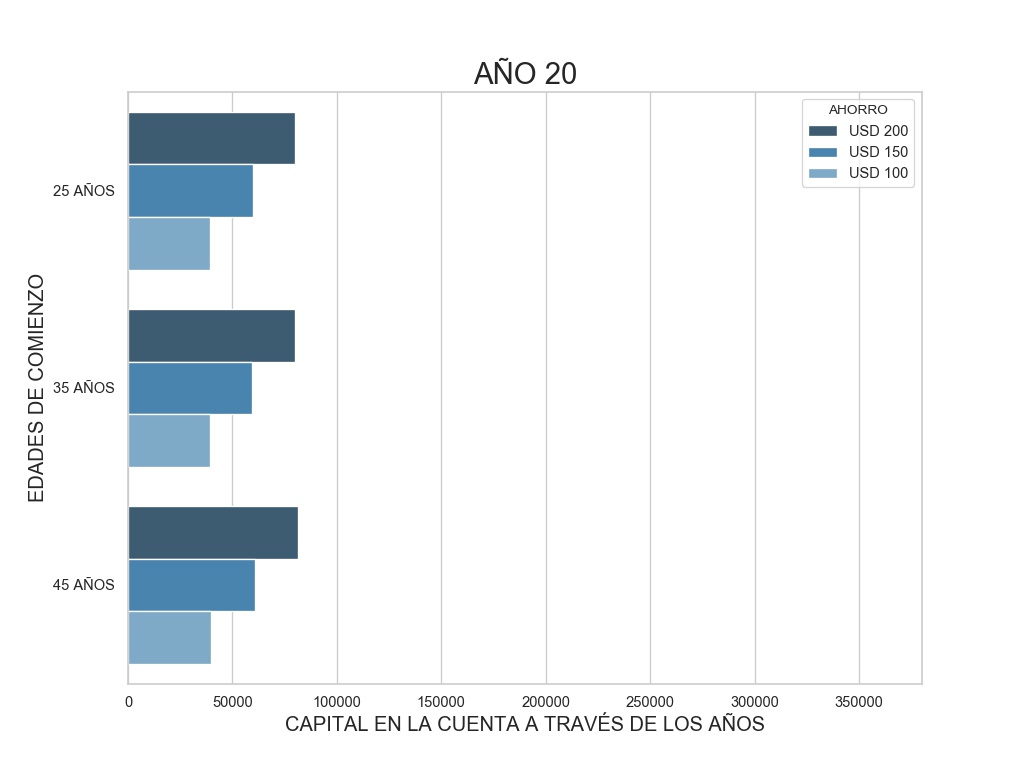 AÑO 20
AHORRO
USD 200
USD 150
USD 100
EDADES DE COMIENZO
25 AÑOS
35 AÑOS
45 AÑOS
0 50000 100000 150000 200000 250000 300000 350000
CAPITAL EN LA CUENTA A TRAVÉS DE LOS AÑOS